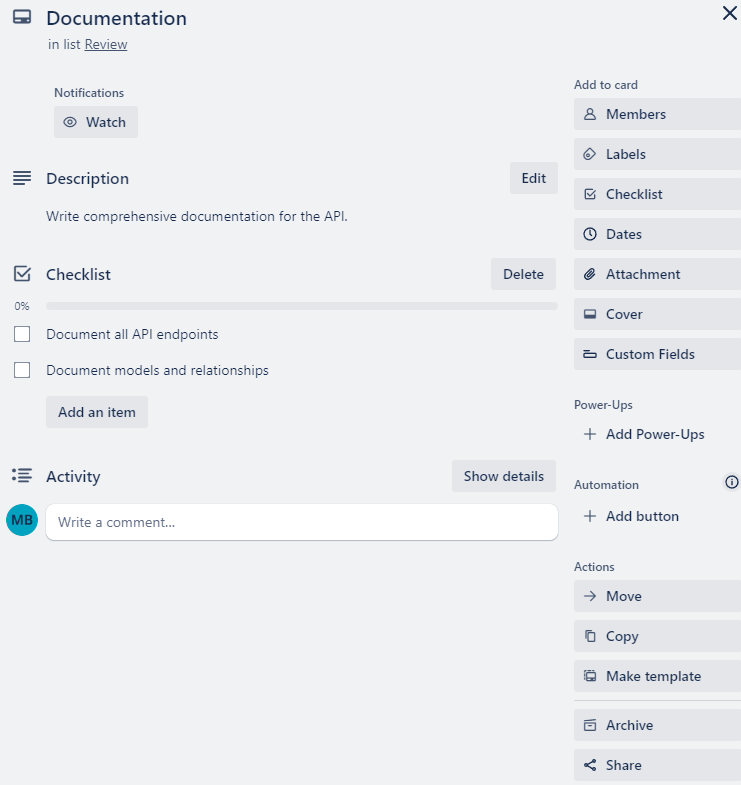 Documentation
in list Review
Notifications
Watch
Description
Edit
Write comprehensive documentation for the API.
Checklist
Delete
0%
Document all API endpoints
Document models and relationships
Add an item
Activity
Show details
MB
Write a comment...
Add to card
Members
Labels
Checklist
Dates
Attachment
Cover
Custom Fields
Power-Ups
Add Power-Ups
Automation
Add button
Actions
Move
Copy
Make template
Archive
Share